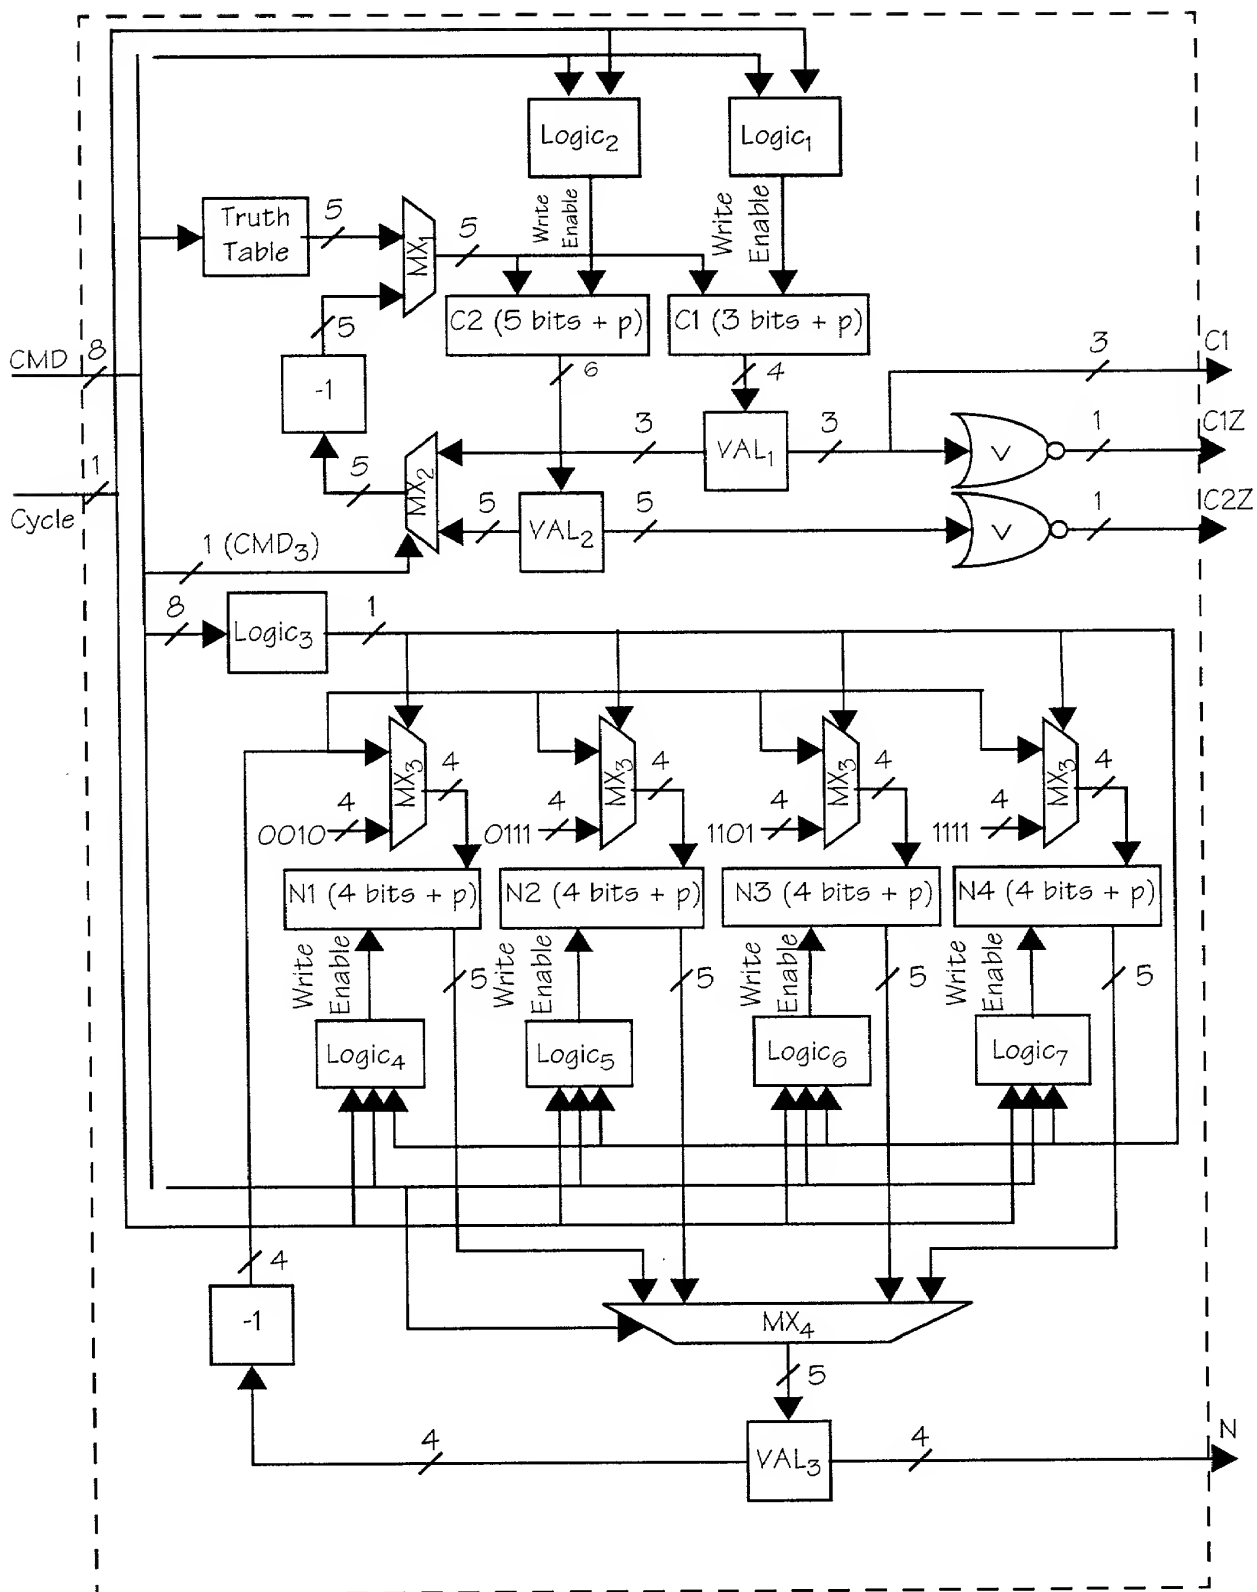 Logic2
Logic1
Write
Enable
Write
Enable
Truth
Table
5
MX1
5
C2 (5 bits + p)
C1 (3 bits + p)
5
-1
6
4
3
C1
CMD
8
3
VAL1
3
V
1
C1Z
MX2
5
5
VAL2
5
V
1
C2Z
1
Cycle
1 (CMD3)
8
Logic3
1
MX3
4
MX3
4
MX3
4
MX3
4
0010
4
0111
4
1101
4
1111
4
N1 (4 bits + p)
N2 (4 bits + p)
N3 (4 bits + p)
N4 (4 bits + p)
Write
Enable
5
Write
Enable
5
Write
Enable
5
Write
Enable
5
Logic4
Logic5
Logic6
Logic7
4
-1
MX4
5
4
VAL3
4
N